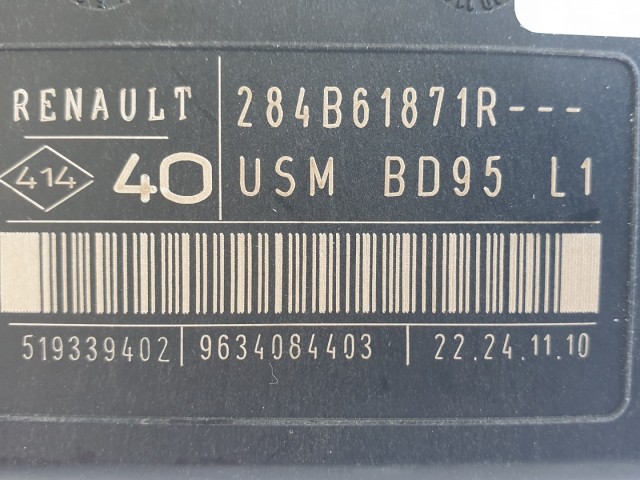 RENAULT 284B61871R---
414 40 USM BD95 L1
519339402 9634084403 22.24.11.10